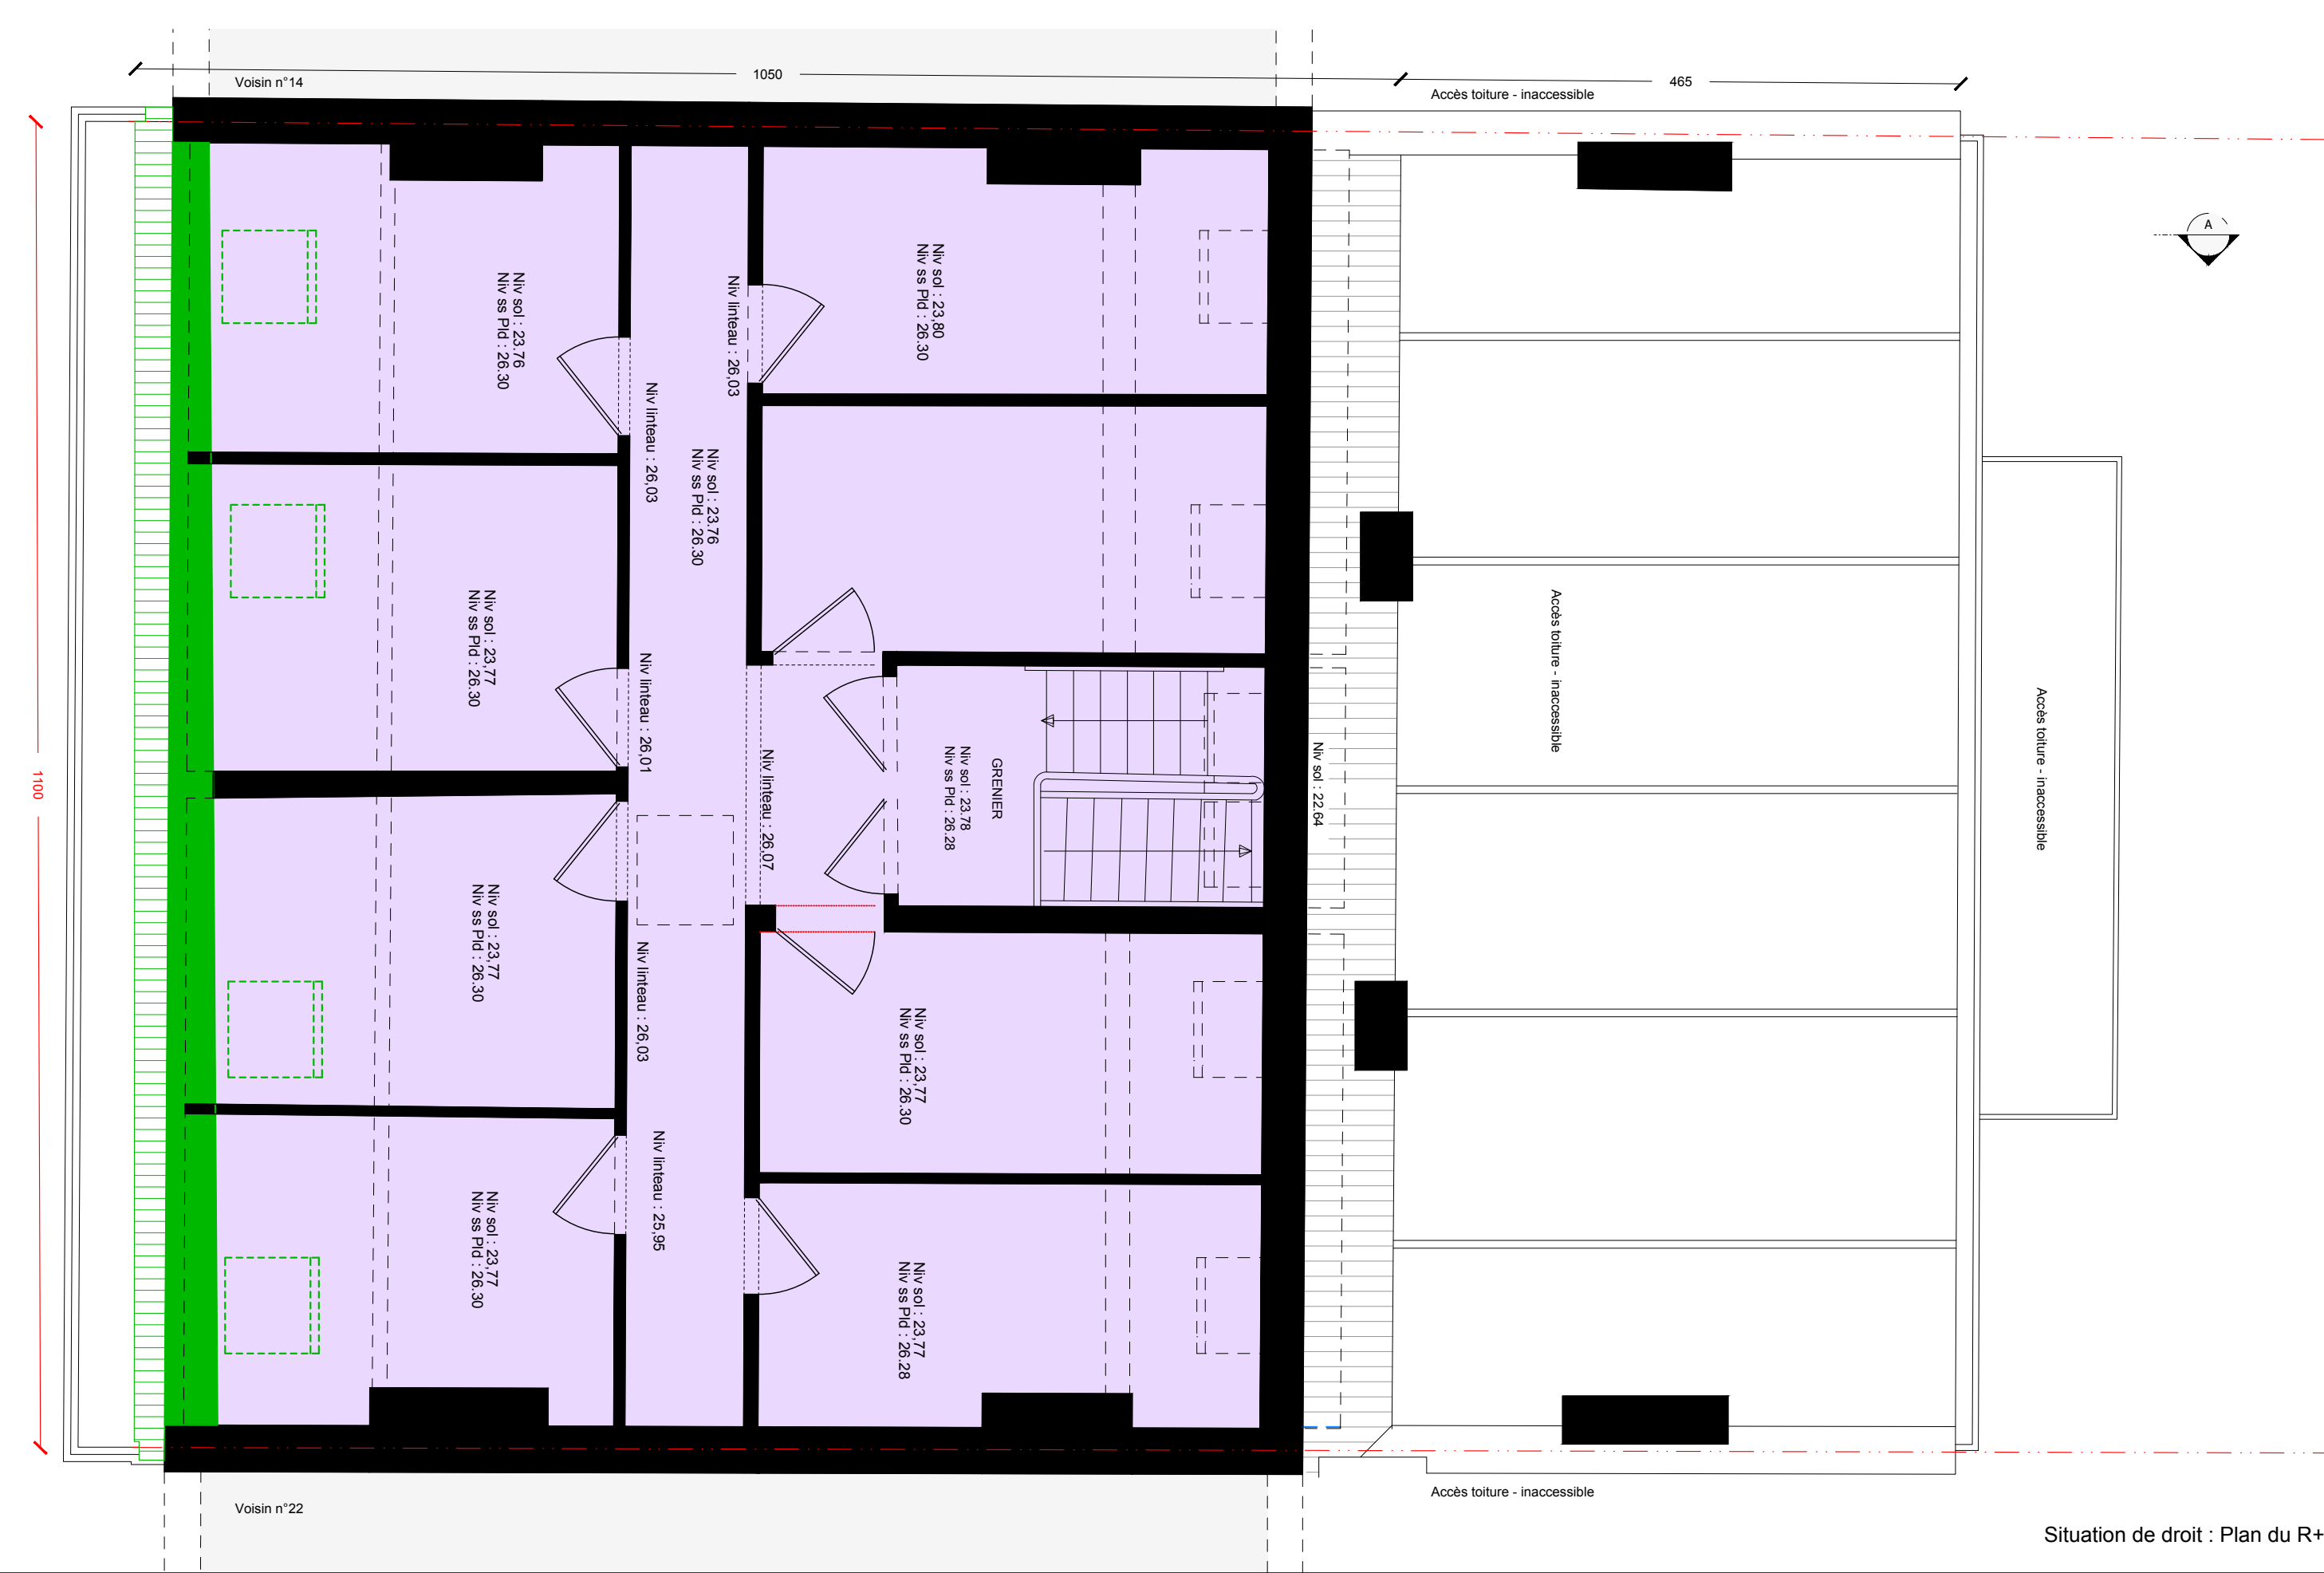 Voisin n°14
1050
465
Accès toiture - inaccessible
A
Niv sol : 23.76
Niv ss Pld : 26.30
Niv linteau : 26,03
Niv sol : 23,80
Niv ss Pld : 26.30
Niv linteau : 26,03
Niv sol : 23.76
Niv ss Pld : 26.30
Niv sol : 23,77
Niv ss Pld : 26.30
Niv linteau : 26,01
Niv linteau : 26,07
GRENIER
Niv sol : 23.78
Niv ss Pld : 26.28
Niv sol : 22.64
Accès toiture - inaccessible
Accès toiture - inaccessible
1100
Niv sol : 23,77
Niv ss Pld : 26.30
Niv linteau : 26,03
Niv sol : 23,77
Niv ss Pld : 26.30
Niv linteau : 25,95
Niv sol : 23,77
Niv ss Pld : 26.30
Niv sol : 23,77
Niv ss Pld : 26.28
Voisin n°22
Accès toiture - inaccessible
Situation de droit : Plan du R+